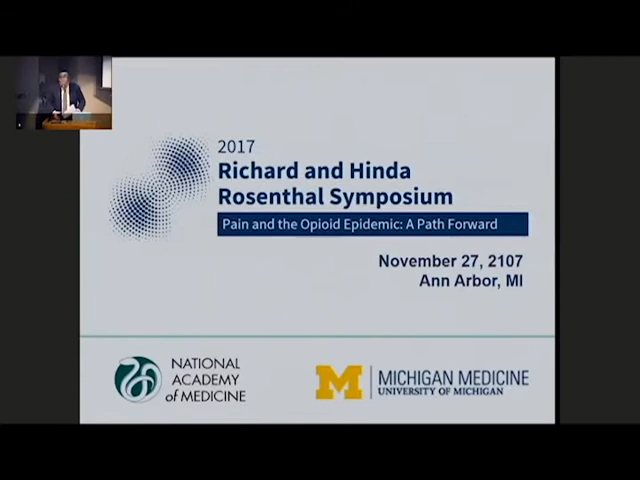 2017
Richard and Hinda
Rosenthal Symposium
Pain and the Opioid Epidemic: A Path Forward
November 27, 2107
Ann Arbor, MI
NATIONAL
ACADEMY
of MEDICINE
M
MICHIGAN MEDICINE
UNIVERSITY OF MICHIGAN